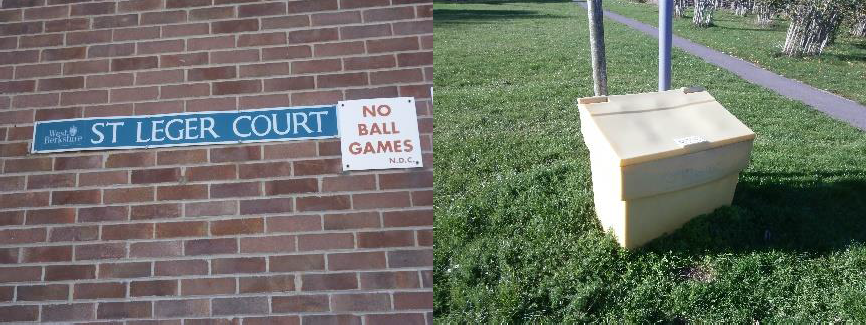 West
Berkshire
ST LEGER COURT
NO
BALL
GAMES
N.D.C.